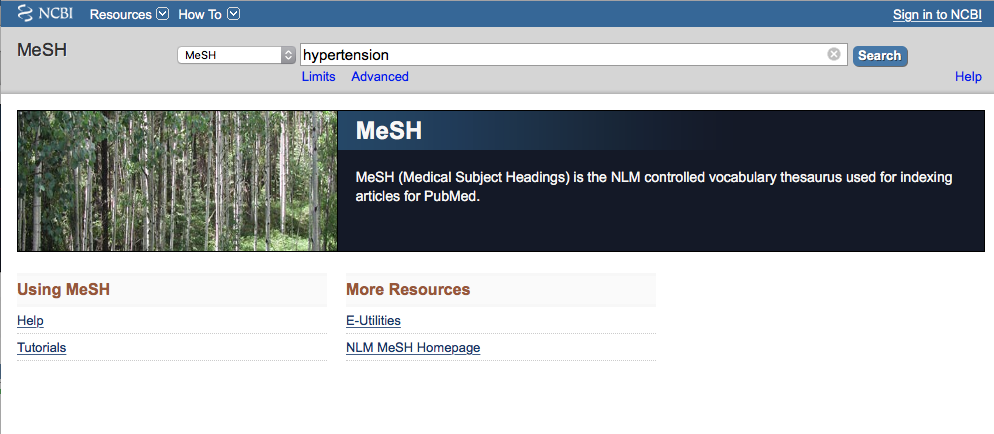 NCBI Resources How To Sign in to NCBI
MeSH MeSH hypertension Search
Limits Advanced Help
MeSH
MeSH (Medical Subject Headings) is the NLM controlled vocabulary thesaurus used for indexing
articles for PubMed.
Using MeSH More Resources
Help E-Utilities
Tutorials NLM MeSH Homepage